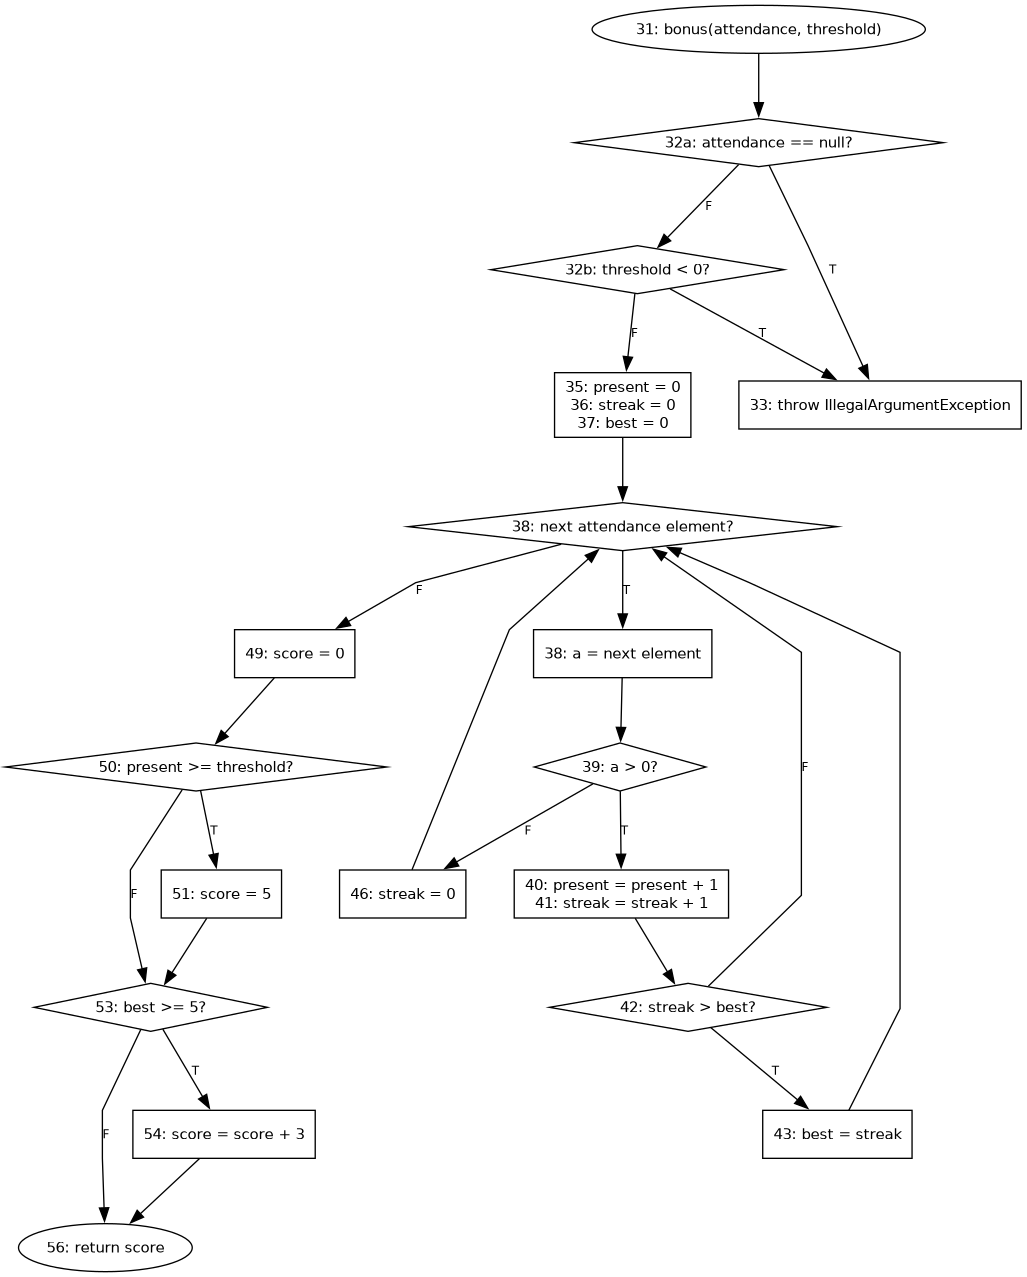 31: bonus(attendance, threshold)
32a: attendance == null?
F
T
32b: threshold < 0?
F
T
35: present = 0
36: streak = 0
37: best = 0
33: throw IllegalArgumentException
38: next attendance element?
F
T
49: score = 0
38: a = next element
50: present >= threshold?
39: a > 0?
F
T
F
F
T
T
51: score = 5
46: streak = 0
40: present = present + 1
41: streak = streak + 1
53: best >= 5?
42: streak > best?
F
T
T
54: score = score + 3
43: best = streak
56: return score